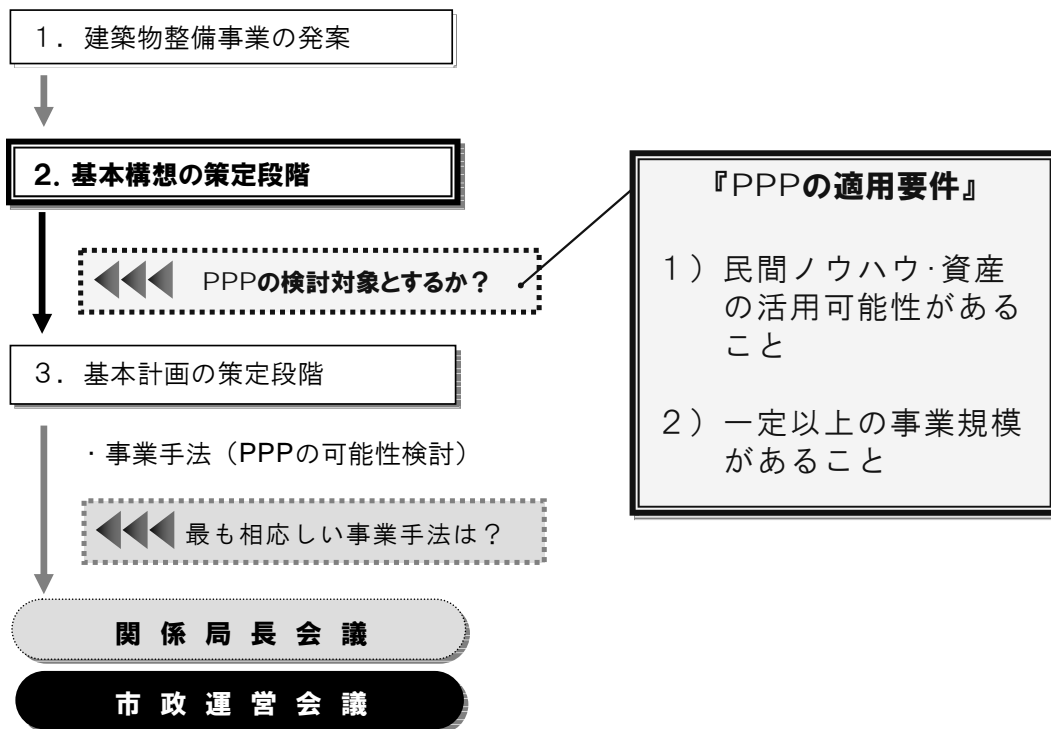 １．建築物整備事業の発案
２．基本構想の策定段階
PPPの検討対象とするか？
３．基本計画の策定段階
・事業手法（PPPの可能性検討）
最も相応しい事業手法は？
関係局長会議
市政運営会議
『PPPの適用要件』
１）民間ノウハウ･資産
の活用可能性がある
こと
２）一定以上の事業規模
があること